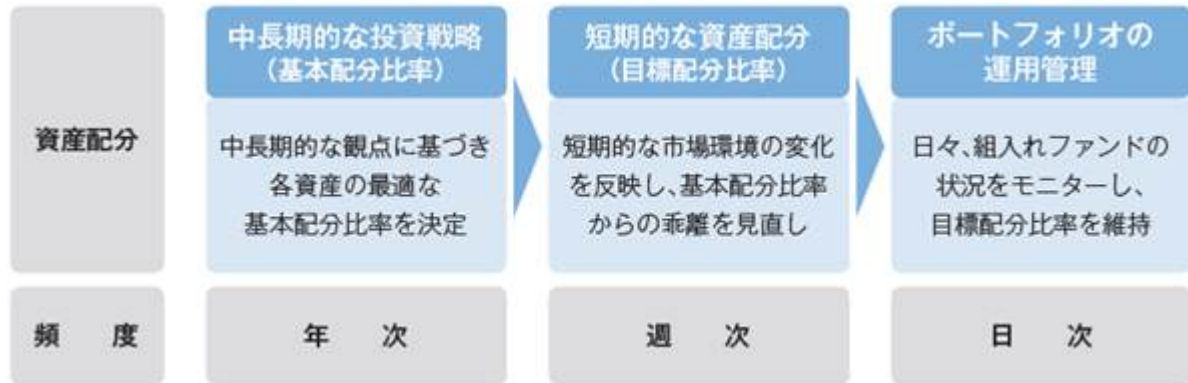 資産配分
中長期的な投資戦略
（基本配分比率）
中長期的な観点に基づき
各資産の最適な
基本配分比率を決定
短期的な資産配分
（目標配分比率）
短期的な市場環境の変化
を反映し、基本配分比率
からの乖離を見直し
ポートフォリオの
運用管理
日々、組入れファンドの
状況をモニターし、
目標配分比率を維持
頻　度
年　次
週　次
日　次